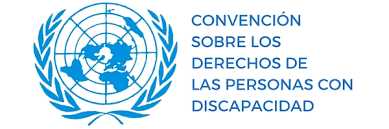 CONVENCIÓN
SOBRE LOS
DERECHOS DE
LAS PERSONAS CON
DISCAPACIDAD